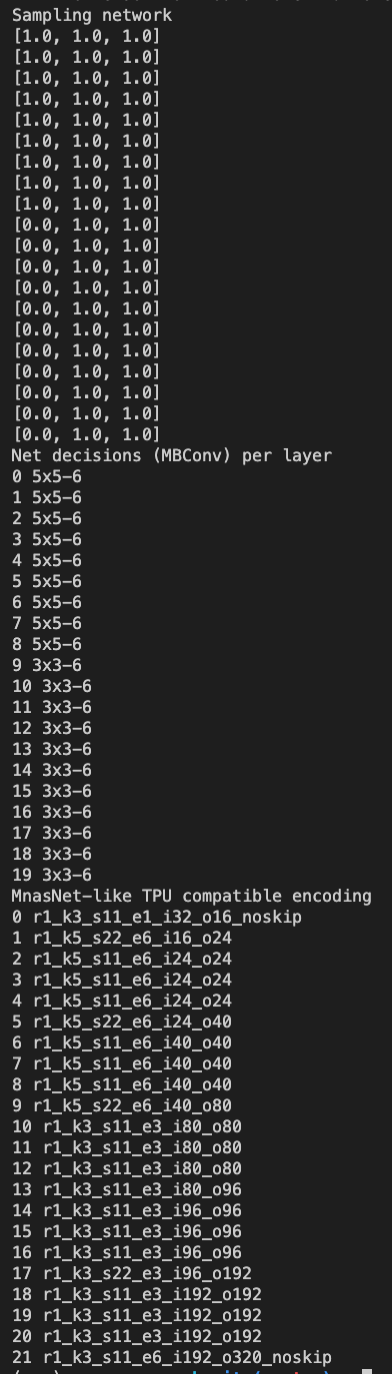 Sampling network
[1.0, 1.0, 1.0]
[1.0, 1.0, 1.0]
[1.0, 1.0, 1.0]
[1.0, 1.0, 1.0]
[1.0, 1.0, 1.0]
[1.0, 1.0, 1.0]
[1.0, 1.0, 1.0]
[1.0, 1.0, 1.0]
[1.0, 1.0, 1.0]
[0.0, 1.0, 1.0]
[0.0, 1.0, 1.0]
[0.0, 1.0, 1.0]
[0.0, 1.0, 1.0]
[0.0, 1.0, 1.0]
[0.0, 1.0, 1.0]
[0.0, 1.0, 1.0]
[0.0, 1.0, 1.0]
[0.0, 1.0, 1.0]
[0.0, 1.0, 1.0]
[0.0, 1.0, 1.0]
Net decisions (MBConv) per layer
0 5x5-6
1 5x5-6
2 5x5-6
3 5x5-6
4 5x5-6
5 5x5-6
6 5x5-6
7 5x5-6
8 5x5-6
9 3x3-6
10 3x3-6
11 3x3-6
12 3x3-6
13 3x3-6
14 3x3-6
15 3x3-6
16 3x3-6
17 3x3-6
18 3x3-6
19 3x3-6
MnasNet-like TPU compatible encoding
0 r1_k3_s11_e1_i32_o16_noskip
1 r1_k5_s22_e6_i16_o24
2 r1_k5_s11_e6_i24_o24
3 r1_k5_s11_e6_i24_o24
4 r1_k5_s11_e6_i24_o24
5 r1_k5_s22_e6_i24_o40
6 r1_k5_s11_e6_i40_o40
7 r1_k5_s11_e6_i40_o40
8 r1_k5_s11_e6_i40_o40
9 r1_k5_s22_e6_i40_o80
10 r1_k3_s11_e3_i80_o80
11 r1_k3_s11_e3_i80_o80
12 r1_k3_s11_e3_i80_o80
13 r1_k3_s11_e3_i80_o96
14 r1_k3_s11_e3_i96_o96
15 r1_k3_s11_e3_i96_o96
16 r1_k3_s11_e3_i96_o96
17 r1_k3_s22_e3_i96_o192
18 r1_k3_s11_e3_i192_o192
19 r1_k3_s11_e3_i192_o192
20 r1_k3_s11_e3_i192_o192
21 r1_k3_s11_e6_i192_o320_noskip